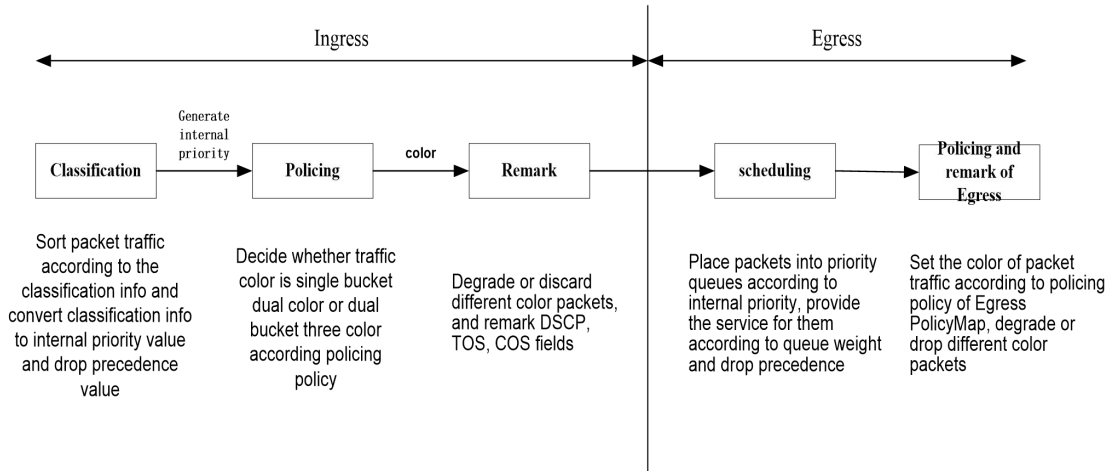 Ingress
Egress
Generate
internal
priority
color
Classification
Policing
Remark
scheduling
Policing and
remark of
Egress
Sort packet traffic
according to the
classification info and
convert classification info
to internal priority value
and drop precedence
value
Decide whether traffic
color is single bucket
dual color or dual
bucket three color
according policing
policy
Degrade or discard
different color packets,
and remark DSCP,
TOS, COS fields
Place packets into priority
queues according to
internal priority, provide
the service for them
according to queue weight
and drop precedence
Set the color of packet
traffic according to policing
policy of Egress
PolicyMap, degrade or
drop different color
packets